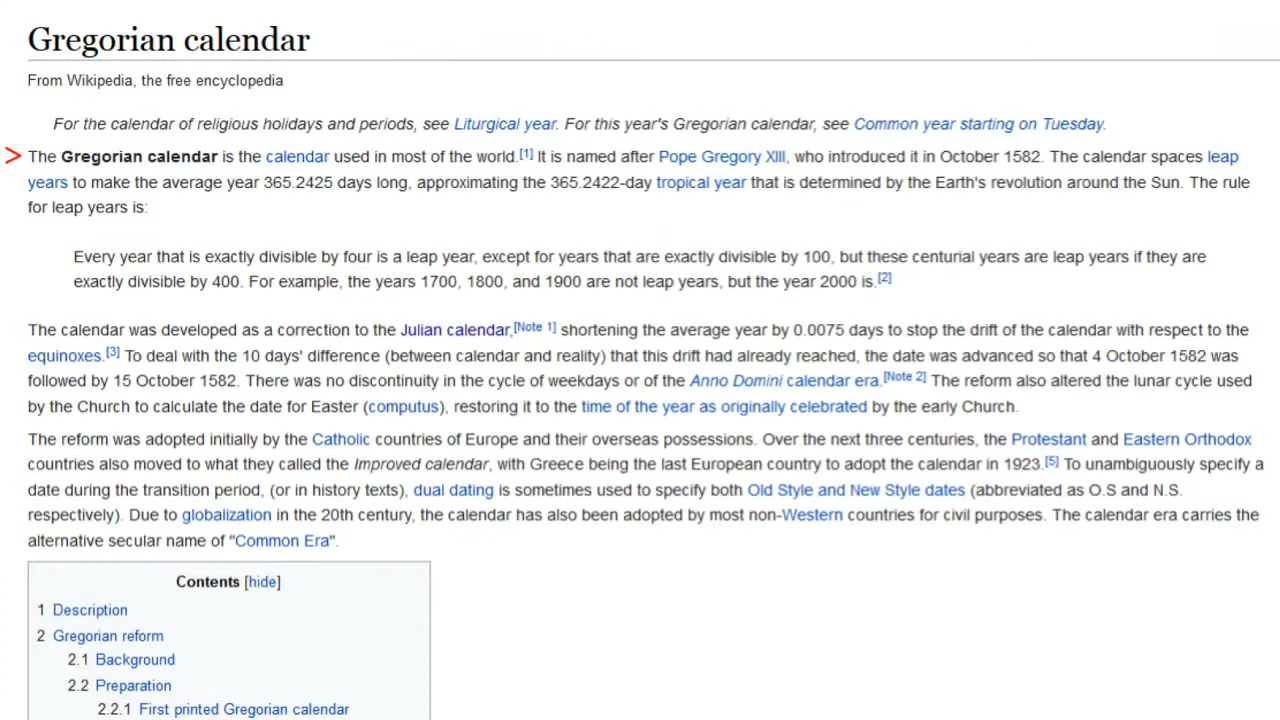 Gregorian calendar
From Wikipedia, the free encyclopedia
For the calendar of religious holidays and periods, see Liturgical year. For this year's Gregorian calendar, see Common year starting on Tuesday.
> The Gregorian calendar is the calendar used in most of the world.[1] It is named after Pope Gregory XIII, who introduced it in October 1582. The calendar spaces leap
years to make the average year 365.2425 days long, approximating the 365.2422-day tropical year that is determined by the Earth's revolution around the Sun. The rule
for leap years is:
Every year that is exactly divisible by four is a leap year, except for years that are exactly divisible by 100, but these centurial years are leap years if they are
exactly divisible by 400. For example, the years 1700, 1800, and 1900 are not leap years, but the year 2000 is.[2]
The calendar was developed as a correction to the Julian calendar,[Note 1] shortening the average year by 0.0075 days to stop the drift of the calendar with respect to the
equinoxes.[3] To deal with the 10 days' difference (between calendar and reality) that this drift had already reached, the date was advanced so that 4 October 1582 was
followed by 15 October 1582. There was no discontinuity in the cycle of weekdays or of the Anno Domini calendar era.[Note 2] The reform also altered the lunar cycle used
by the Church to calculate the date for Easter (computus), restoring it to the time of the year as originally celebrated by the early Church.
The reform was adopted initially by the Catholic countries of Europe and their overseas possessions. Over the next three centuries, the Protestant and Eastern Orthodox
countries also moved to what they called the Improved calendar, with Greece being the last European country to adopt the calendar in 1923.[5] To unambiguously specify a
date during the transition period, (or in history texts), dual dating is sometimes used to specify both Old Style and New Style dates (abbreviated as O.S and N.S.
respectively). Due to globalization in the 20th century, the calendar has also been adopted by most non-Western countries for civil purposes. The calendar era carries the
alternative secular name of "Common Era".
Contents [hide]
1 Description
2 Gregorian reform
2.1 Background
2.2 Preparation
2.2.1 First printed Gregorian calendar